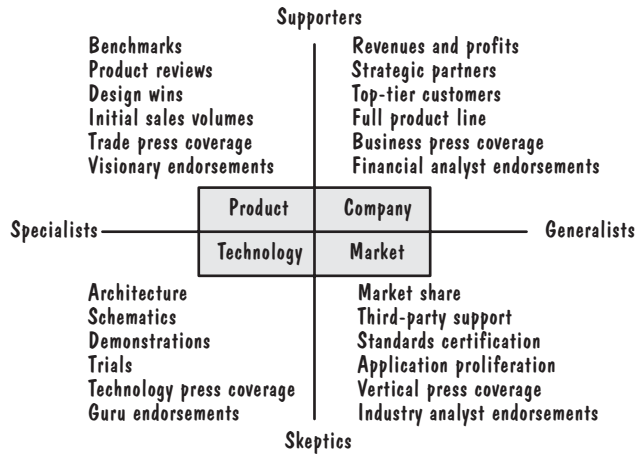 Supporters
Benchmarks
Product reviews
Design wins
Initial sales volumes
Trade press coverage
Visionary endorsements
Revenues and profits
Strategic partners
Top-tier customers
Full product line
Business press coverage
Financial analyst endorsements
Product
Company
Specialists
Generalists
Technology
Market
Architecture
Schematics
Demonstrations
Trials
Technology press coverage
Guru endorsements
Market share
Third-party support
Standards certification
Application proliferation
Vertical press coverage
Industry analyst endorsements
Skeptics